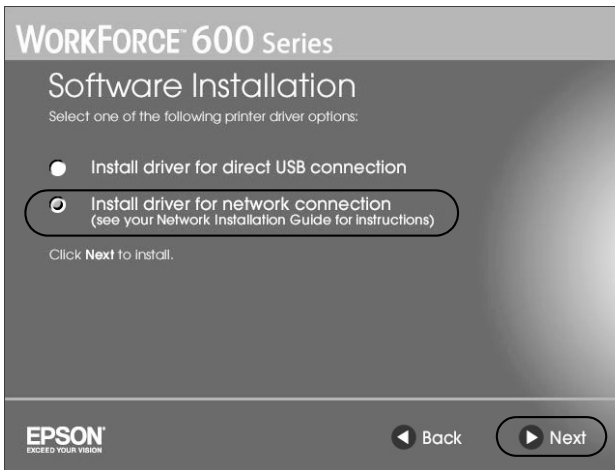 WORKFORCE™ 600 Series
Software Installation
Select one of the following printer driver options:
Install driver for direct USB connection
Install driver for network connection
(see your Network Installation Guide for instructions)
Click Next to install.
EPSON®
EXCEED YOUR VISION
Back
Next